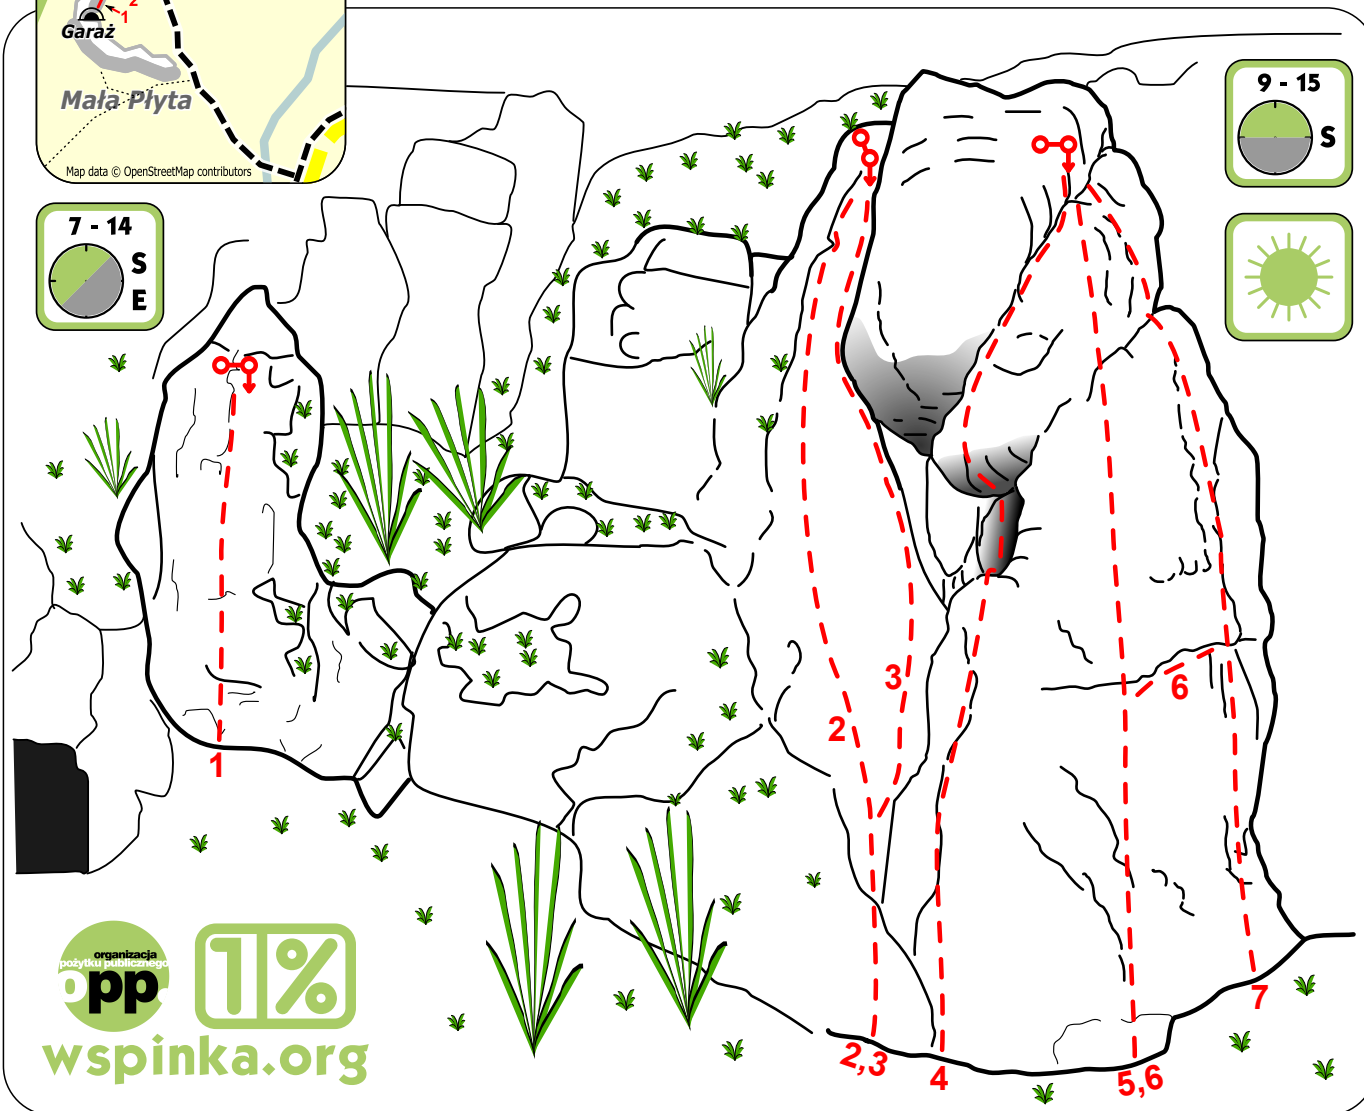 2
1
Garaż
Mała Płyta
Map data © OpenStreetMap contributors
7 - 14
S
E
9 - 15
S
1
2
3
6
2,3
4
5,6
7
organizacja
pożytku publicznego
opp
1%
wspinka.org